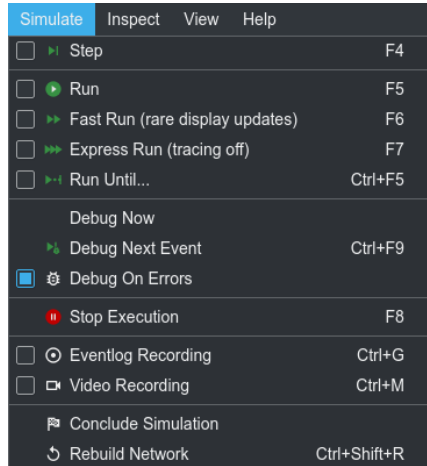 Simulate Inspect View Help
Step F4
Run F5
Fast Run (rare display updates) F6
Express Run (tracing off) F7
Run Until... Ctrl+F5
Debug Now
Debug Next Event Ctrl+F9
Debug On Errors
Stop Execution F8
Eventlog Recording Ctrl+G
Video Recording Ctrl+M
Conclude Simulation
Rebuild Network Ctrl+Shift+R